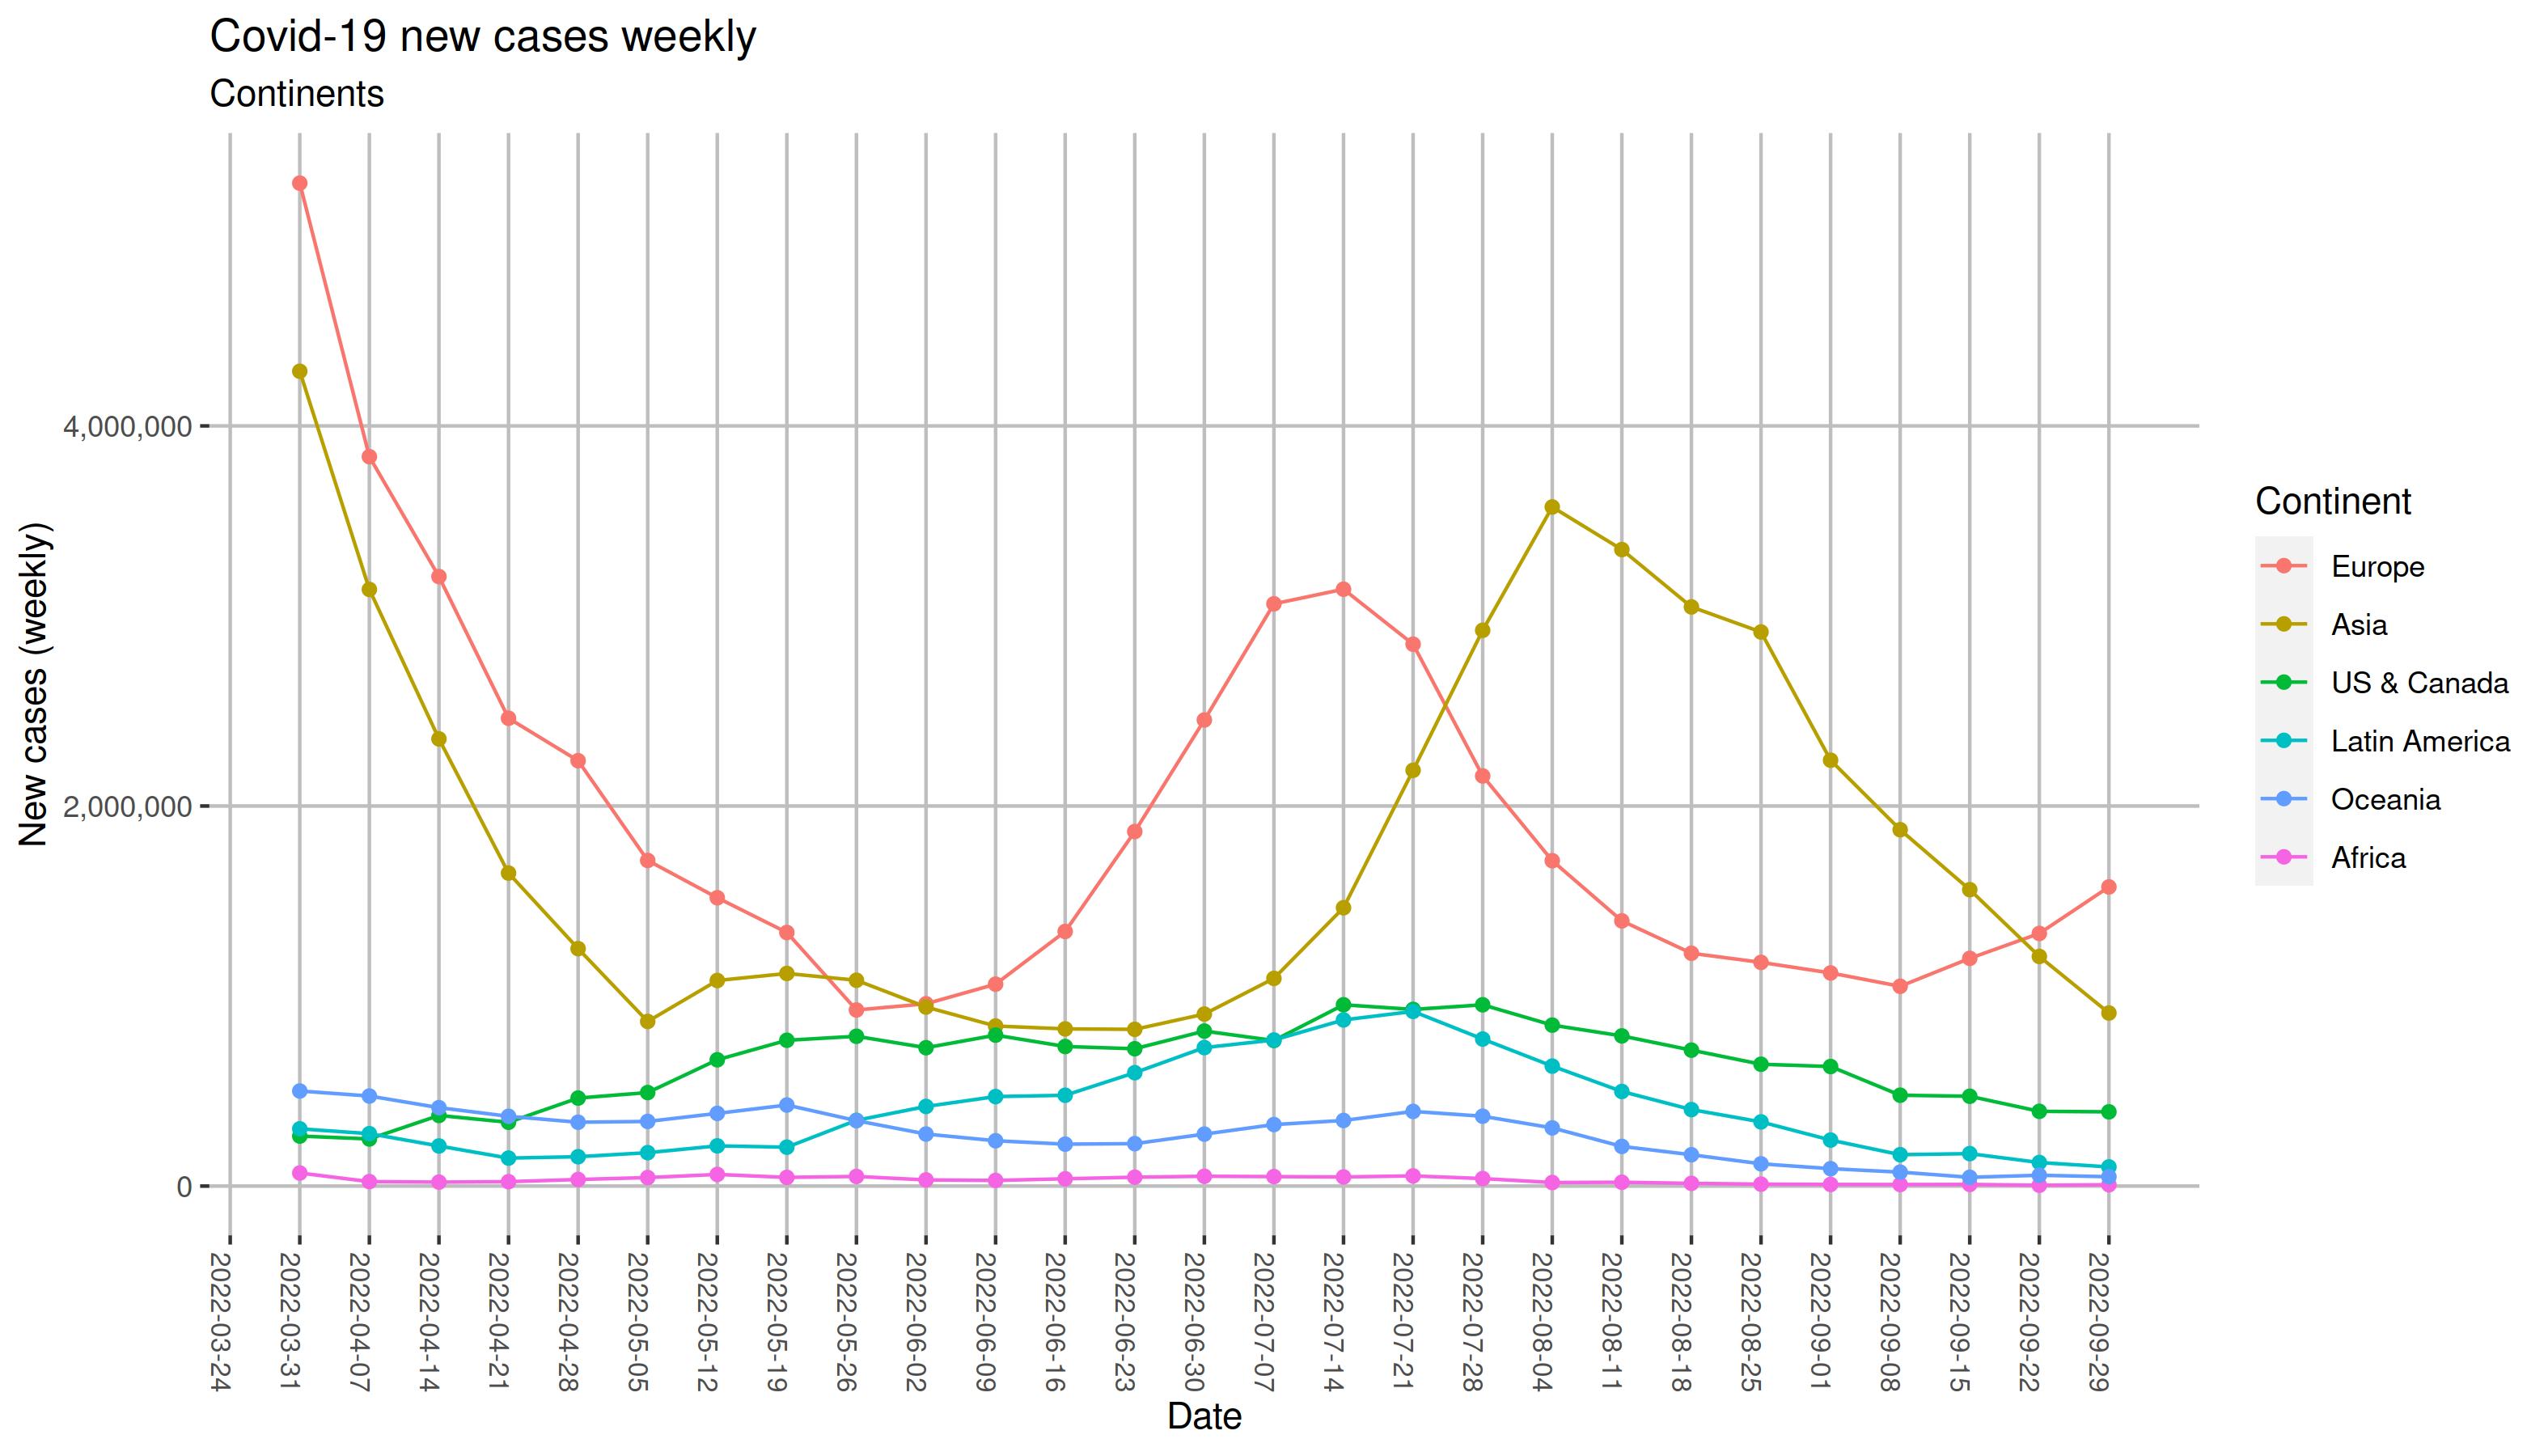 Covid-19 new cases weekly
Continents
New cases (weekly)
4,000,000
2,000,000
0
2022-03-24
2022-03-31
2022-04-07
2022-04-14
2022-04-21
2022-04-28
2022-05-05
2022-05-12
2022-05-19
2022-05-26
2022-06-02
2022-06-09
2022-06-16
2022-06-23
2022-06-30
2022-07-07
2022-07-14
2022-07-21
2022-07-28
2022-08-04
2022-08-11
2022-08-18
2022-08-25
2022-09-01
2022-09-08
2022-09-15
2022-09-22
2022-09-29
Date
Continent
Europe
Asia
US & Canada
Latin America
Oceania
Africa